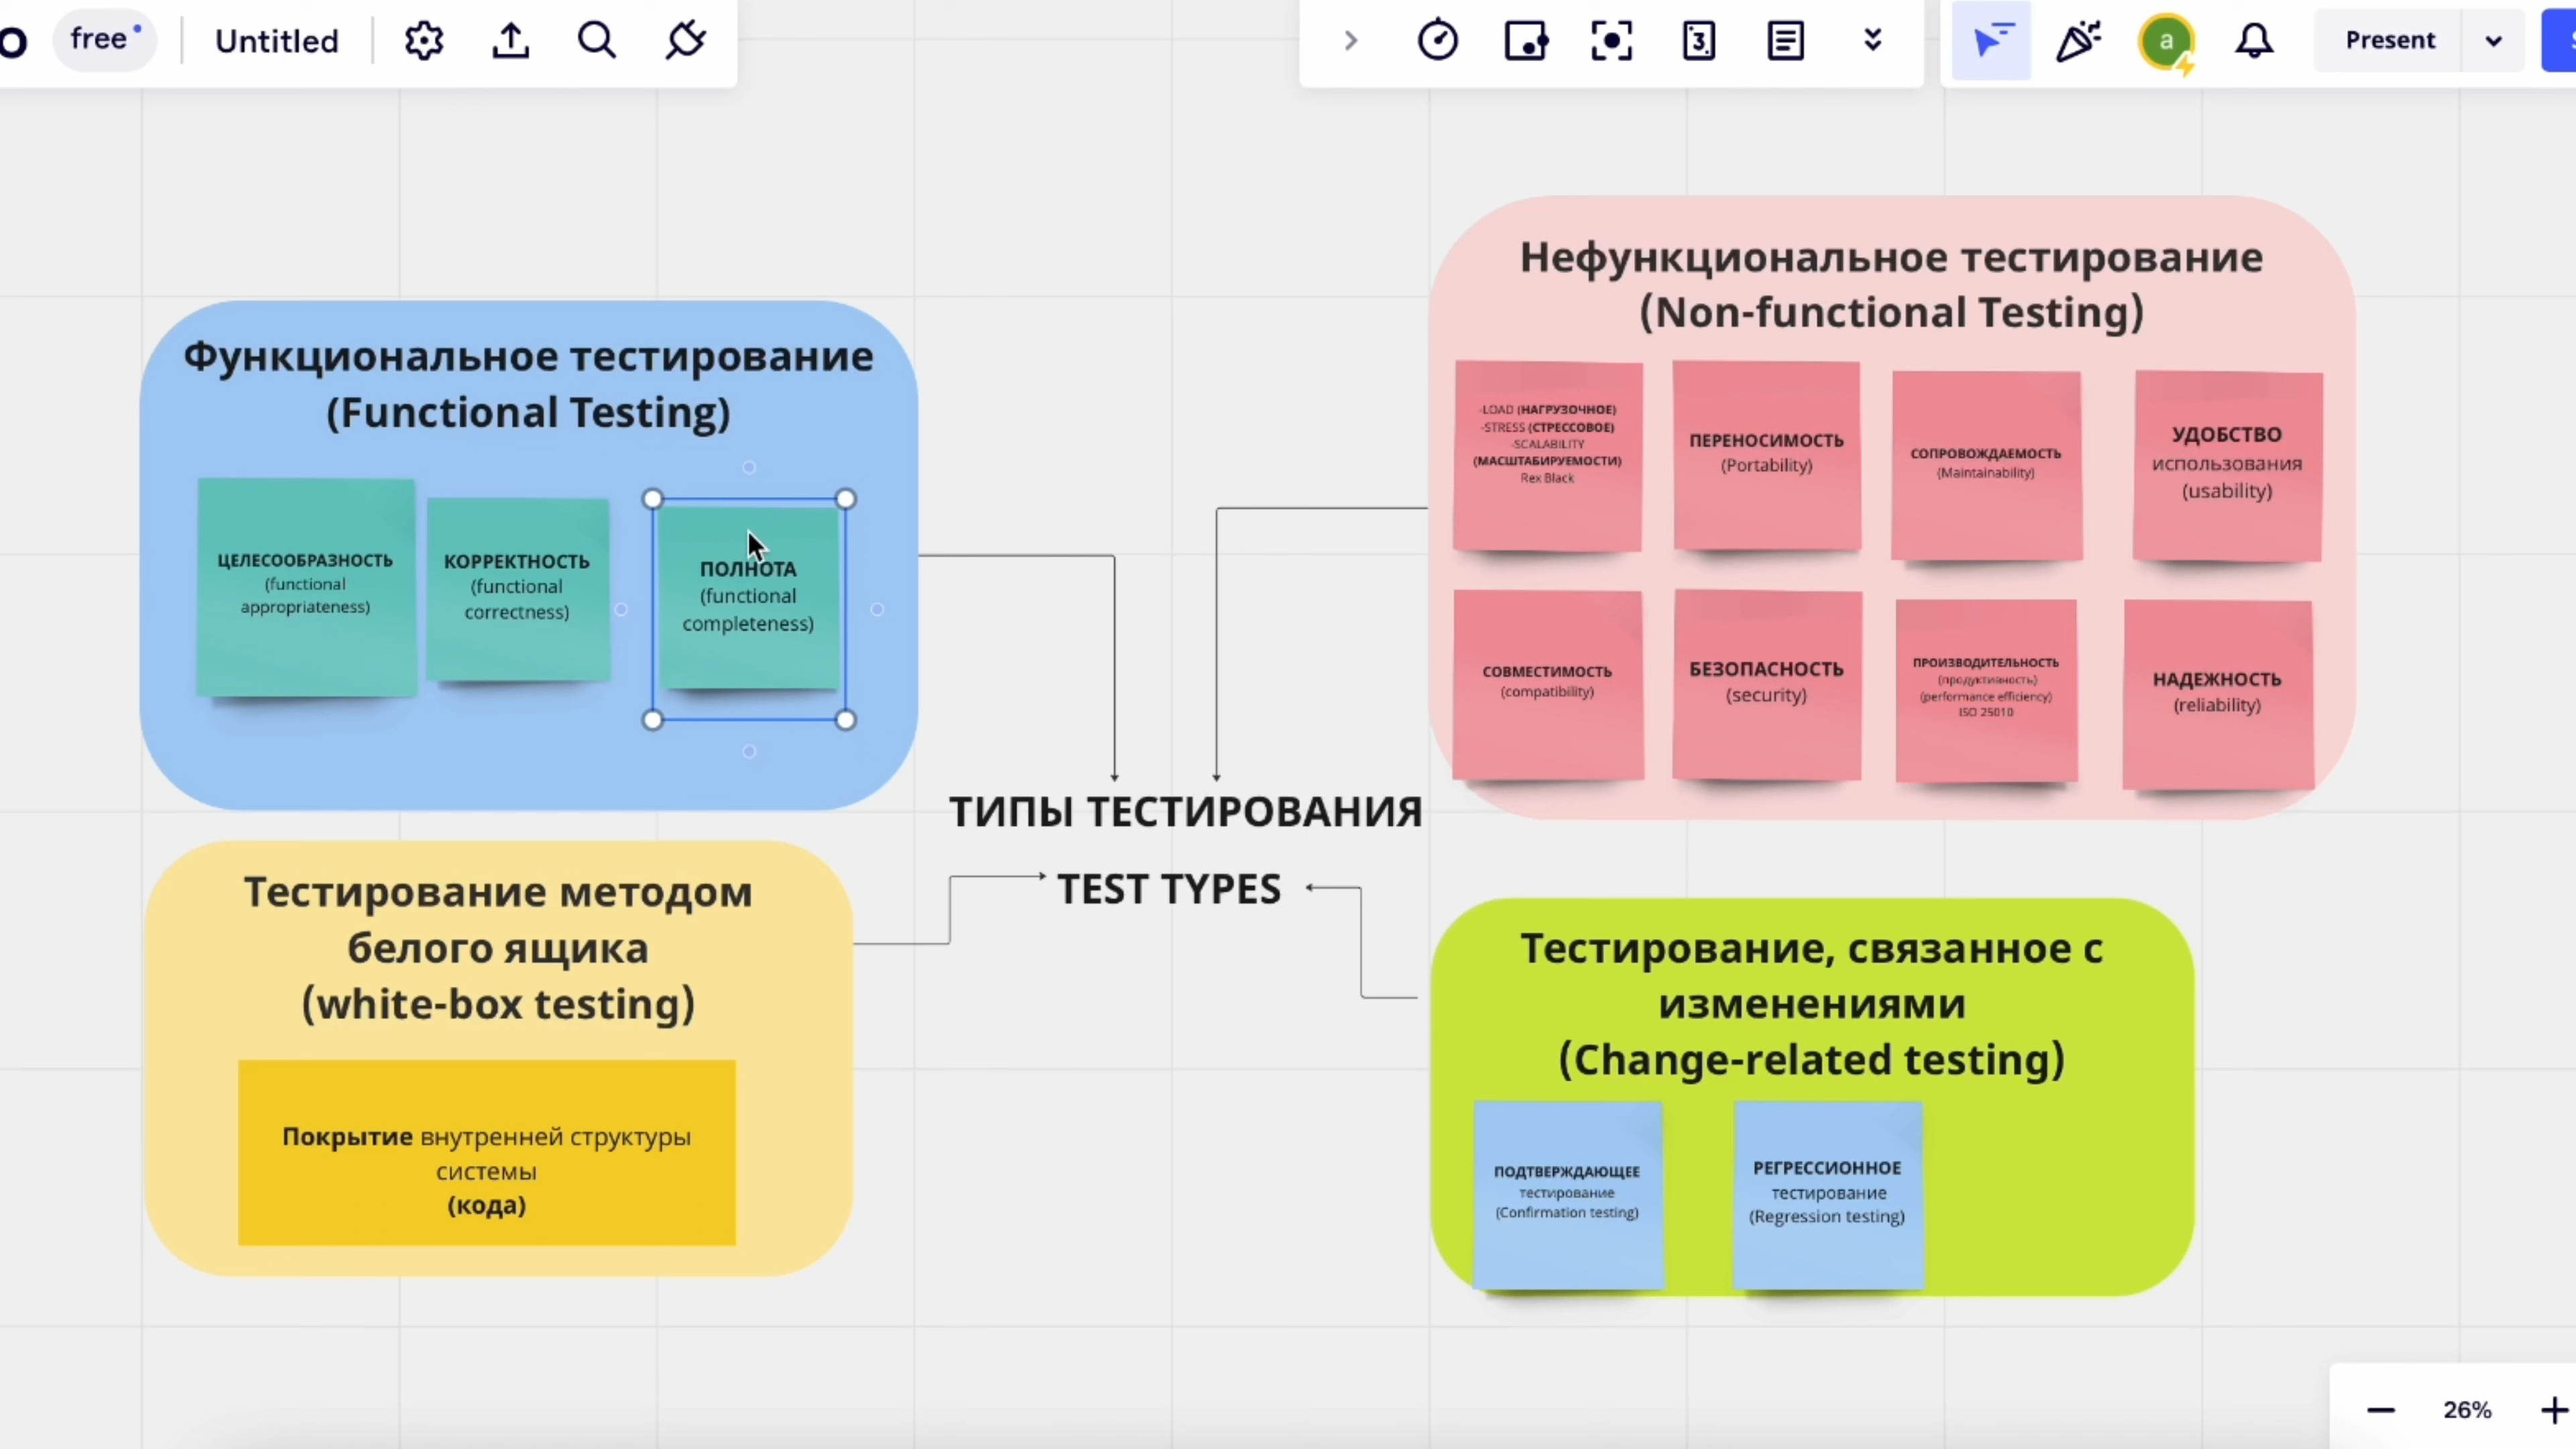 free
Untitled
3
a
Present
Функциональное тестирование
(Functional Testing)
ЦЕЛЕСООБРАЗНОСТЬ
(functional
appropriateness)
КОРРЕКТНОСТЬ
(functional
correctness)
ПОЛНОТА
(functional
completeness)
Нефункциональное тестирование
(Non-functional Testing)
-LOAD (НАГРУЗОЧНОЕ)
-STRESS (СТРЕССОВОЕ)
-SCALABILITY
(МАСШТАБИРУЕМОСТИ)
Rex Black
ПЕРЕНОСИМОСТЬ
(Portability)
СОПРОВОЖДАЕМОСТЬ
(Maintainability)
УДОБСТВО
использования
(usability)
СОВМЕСТИМОСТЬ
(compatibility)
БЕЗОПАСНОСТЬ
(security)
ПРОИЗВОДИТЕЛЬНОСТЬ
(продуктивность)
(performance efficiency)
ISO 25010
НАДЕЖНОСТЬ
(reliability)
ТИПЫ ТЕСТИРОВАНИЯ
TEST TYPES
Тестирование методом
белого ящика
(white-box testing)
Покрытие внутренней структуры
системы
(кода)
Тестирование, связанное с
изменениями
(Change-related testing)
ПОДТВЕРЖДАЮЩЕЕ
тестирование
(Confirmation testing)
РЕГРЕССИОННОЕ
тестирование
(Regression testing)
26%